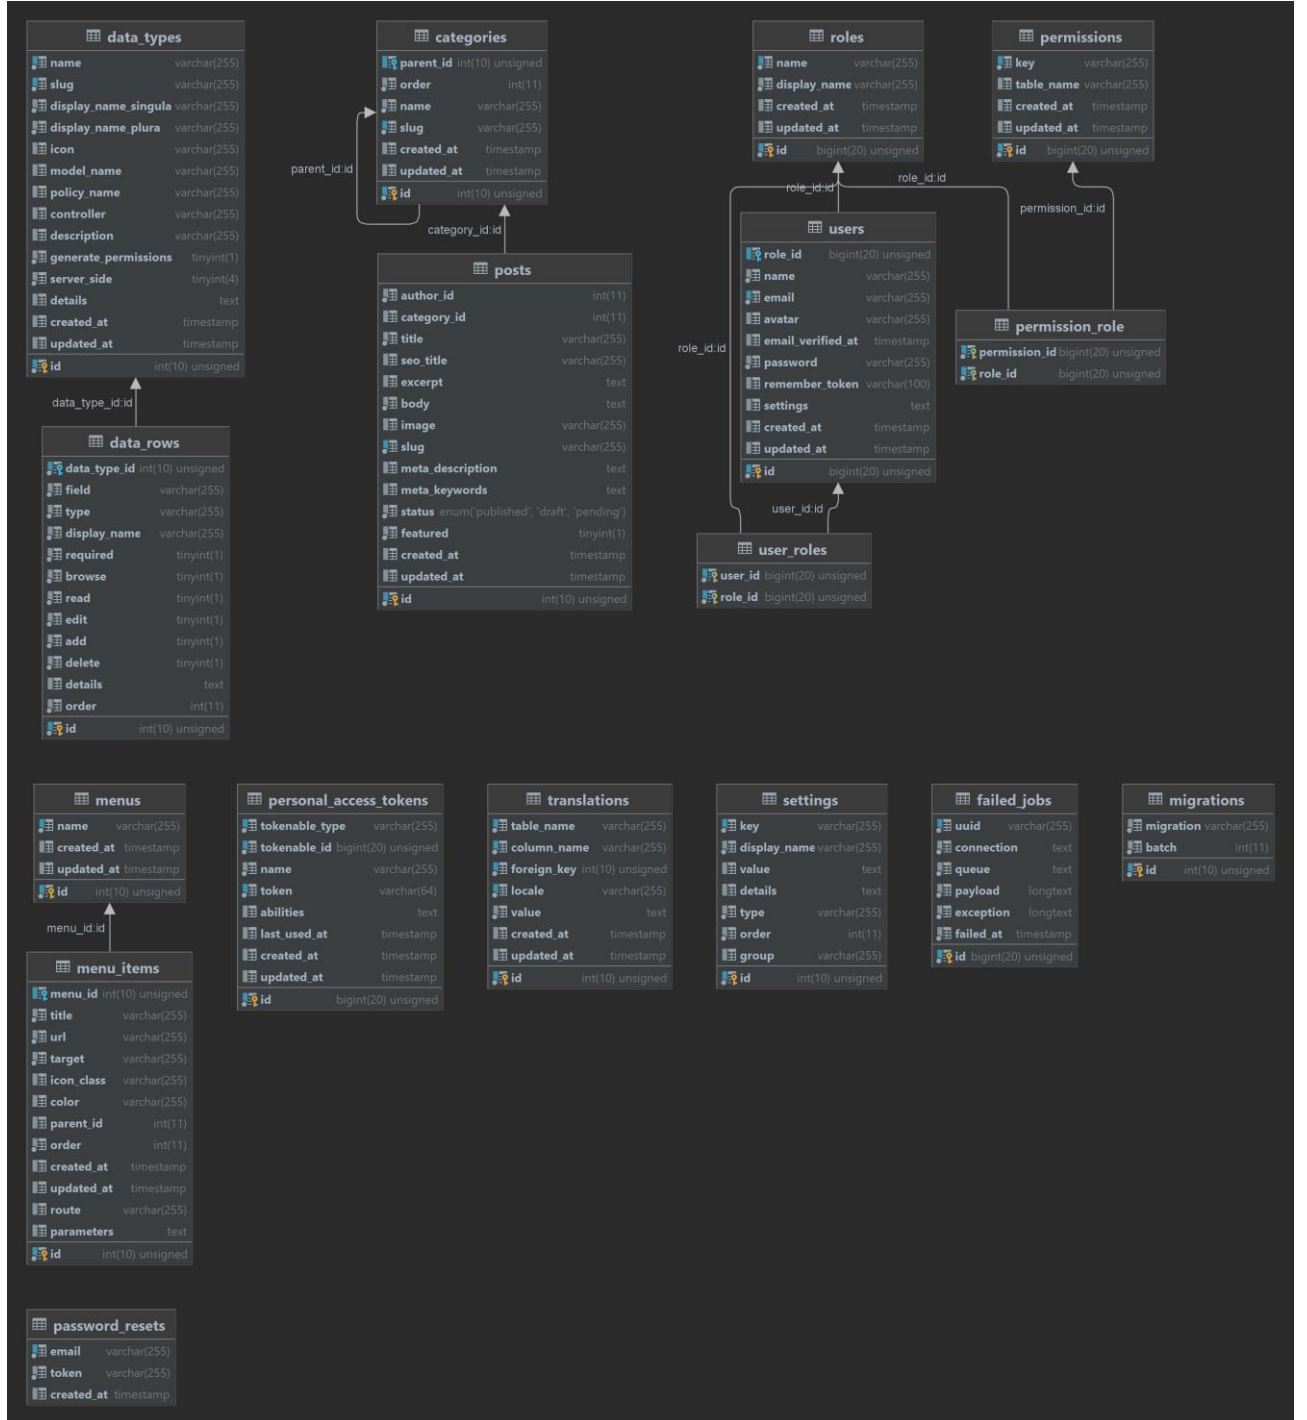 data_types
name varchar(255)
slug varchar(255)
display_name_singula varchar(255)
display_name_plura varchar(255)
icon varchar(255)
model_name varchar(255)
policy_name varchar(255)
controller varchar(255)
description varchar(255)
generate_permissions tinyint(1)
server_side tinyint(4)
details text
created_at timestamp
updated_at timestamp
id int(10) unsigned
data_type_id:id
data_rows
data_type_id int(10) unsigned
field varchar(255)
type varchar(255)
display_name varchar(255)
required tinyint(1)
browse tinyint(1)
read tinyint(1)
edit tinyint(1)
add tinyint(1)
delete tinyint(1)
details text
order int(11)
id int(10) unsigned
categories
parent_id int(10) unsigned
order int(11)
name varchar(255)
slug varchar(255)
created_at timestamp
updated_at timestamp
id int(10) unsigned
parent_id:id
category_id:id
posts
author_id int(11)
category_id int(11)
title varchar(255)
seo_title varchar(255)
excerpt text
body text
image varchar(255)
slug varchar(255)
meta_description text
meta_keywords text
status enum('published', 'draft', 'pending')
featured tinyint(1)
created_at timestamp
updated_at timestamp
id int(10) unsigned
roles
name varchar(255)
display_name varchar(255)
created_at timestamp
updated_at timestamp
id bigint(20) unsigned
role_id:id
role_id:id
role_id:id
permissions
key varchar(255)
table_name varchar(255)
created_at timestamp
updated_at timestamp
id bigint(20) unsigned
permission_id:id
users
role_id bigint(20) unsigned
name varchar(255)
email varchar(255)
avatar varchar(255)
email_verified_at timestamp
password varchar(255)
remember_token varchar(100)
settings text
created_at timestamp
updated_at timestamp
id bigint(20) unsigned
permission_role
permission_id bigint(20) unsigned
role_id bigint(20) unsigned
user_id:id
user_roles
user_id bigint(20) unsigned
role_id bigint(20) unsigned
menus
name varchar(255)
created_at timestamp
updated_at timestamp
id int(10) unsigned
menu_id:id
menu_items
menu_id int(10) unsigned
title varchar(255)
url varchar(255)
target varchar(255)
icon_class varchar(255)
color varchar(255)
parent_id int(11)
order int(11)
created_at timestamp
updated_at timestamp
route varchar(255)
parameters text
id int(10) unsigned
personal_access_tokens
tokenable_type varchar(255)
tokenable_id bigint(20) unsigned
name varchar(255)
token varchar(64)
abilities text
last_used_at timestamp
created_at timestamp
updated_at timestamp
id bigint(20) unsigned
translations
table_name varchar(255)
column_name varchar(255)
foreign_key int(10) unsigned
locale varchar(255)
value text
created_at timestamp
updated_at timestamp
id int(10) unsigned
settings
key varchar(255)
display_name varchar(255)
value text
details text
type varchar(255)
order int(11)
group varchar(255)
id int(10) unsigned
failed_jobs
uuid varchar(255)
connection text
queue text
payload longtext
exception longtext
failed_at timestamp
id bigint(20) unsigned
migrations
migration varchar(255)
batch int(11)
id int(10) unsigned
password_resets
email varchar(255)
token varchar(255)
created_at timestamp